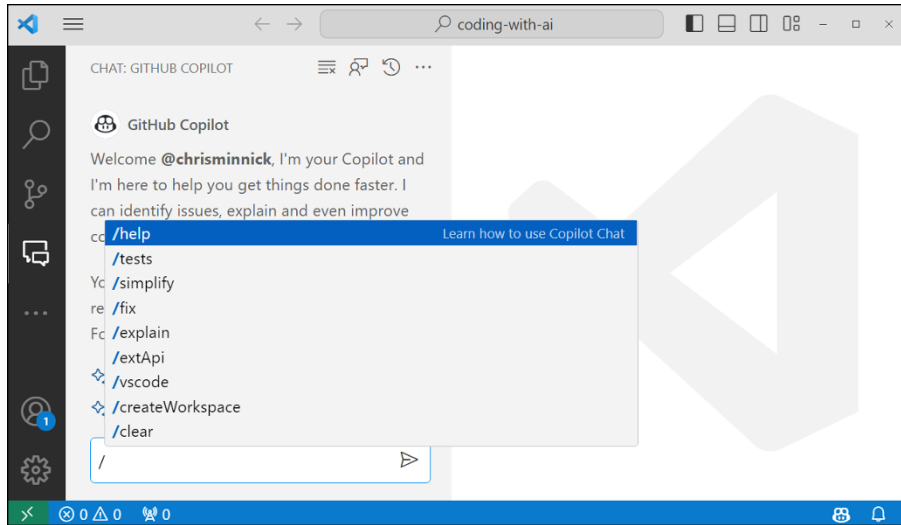 coding-with-ai
CHAT: GITHUB COPILOT
GitHub Copilot
Welcome @chrisminnick, I'm your Copilot and
I'm here to help you get things done faster. I
can identify issues, explain and even improve
/help Learn how to use Copilot Chat
/tests
/simplify
/fix
/explain
/extApi
/vscode
/createWorkspace
/clear
/
1
0 0 0